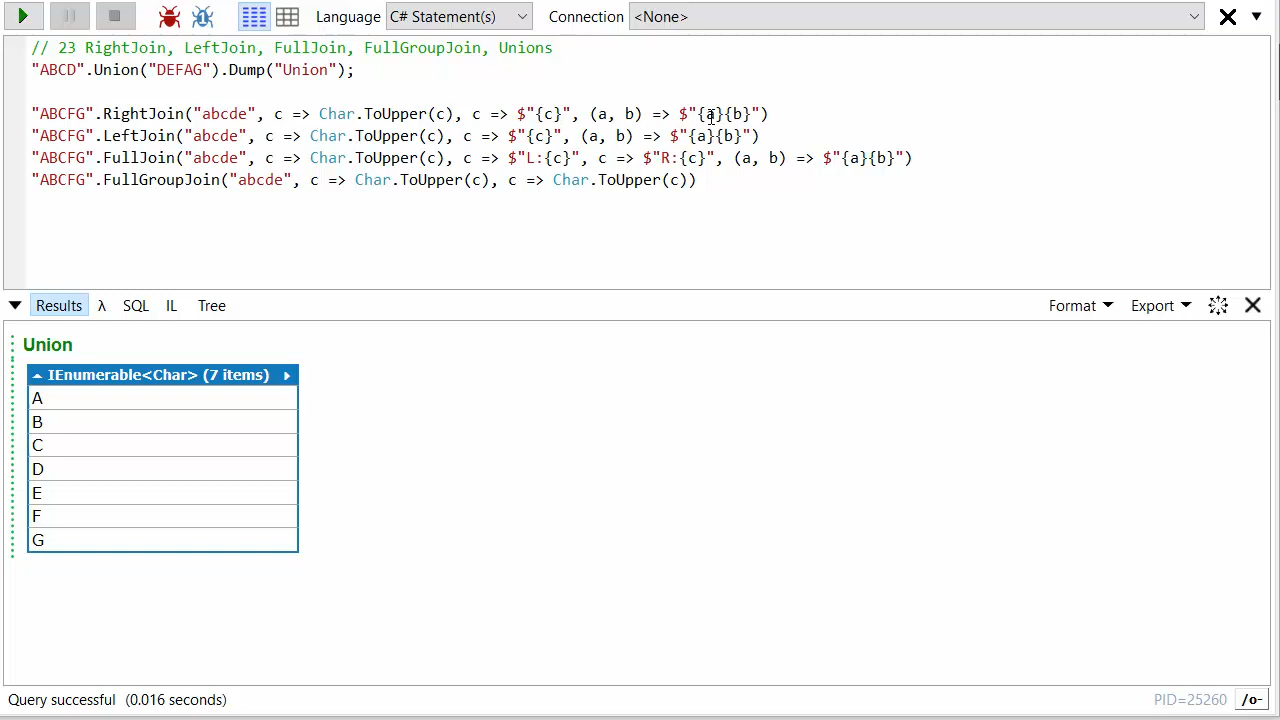 Language C# Statement(s) Connection <None>
// 23 RightJoin, LeftJoin, FullJoin, FullGroupJoin, Unions
"ABCD".Union("DEFAG").Dump("Union");
"ABCFG".RightJoin("abcde", c => Char.ToUpper(c), c => $"{c}", (a, b) => $"{a}{b}")
"ABCFG".LeftJoin("abcde", c => Char.ToUpper(c), c => $"{c}", (a, b) => $"{a}{b}")
"ABCFG".FullJoin("abcde", c => Char.ToUpper(c), c => $"L:{c}", c => $"R:{c}", (a, b) => $"{a}{b}")
"ABCFG".FullGroupJoin("abcde", c => Char.ToUpper(c), c => Char.ToUpper(c))
Results λ SQL IL Tree Format Export
Union
IEnumerable<Char> (7 items)
A
B
C
D
E
F
G
Query successful (0.016 seconds) PID=25260 /o-